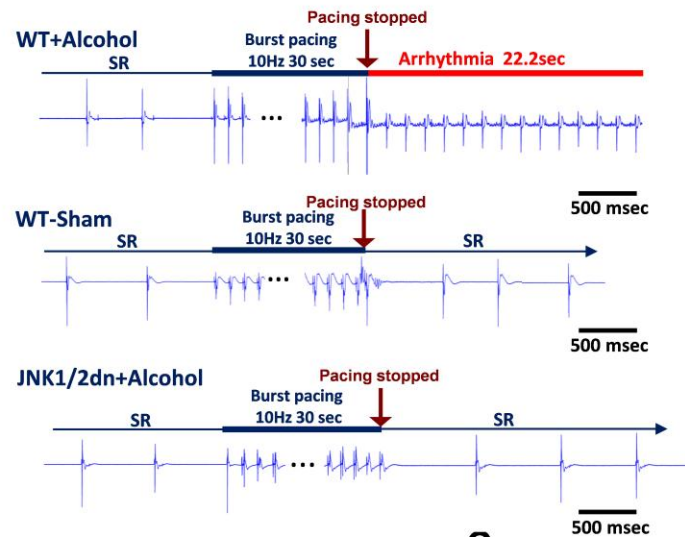 Pacing stopped
WT+Alcohol
Burst pacing
SR
10Hz 30 sec
Arrhythmia 22.2sec
...
500 msec
Pacing stopped
WT-Sham
Burst pacing
SR
10Hz 30 sec
SR
...
500 msec
JNK1/2dn+Alcohol
Pacing stopped
Burst pacing
SR
10Hz 30 sec
SR
...
500 msec